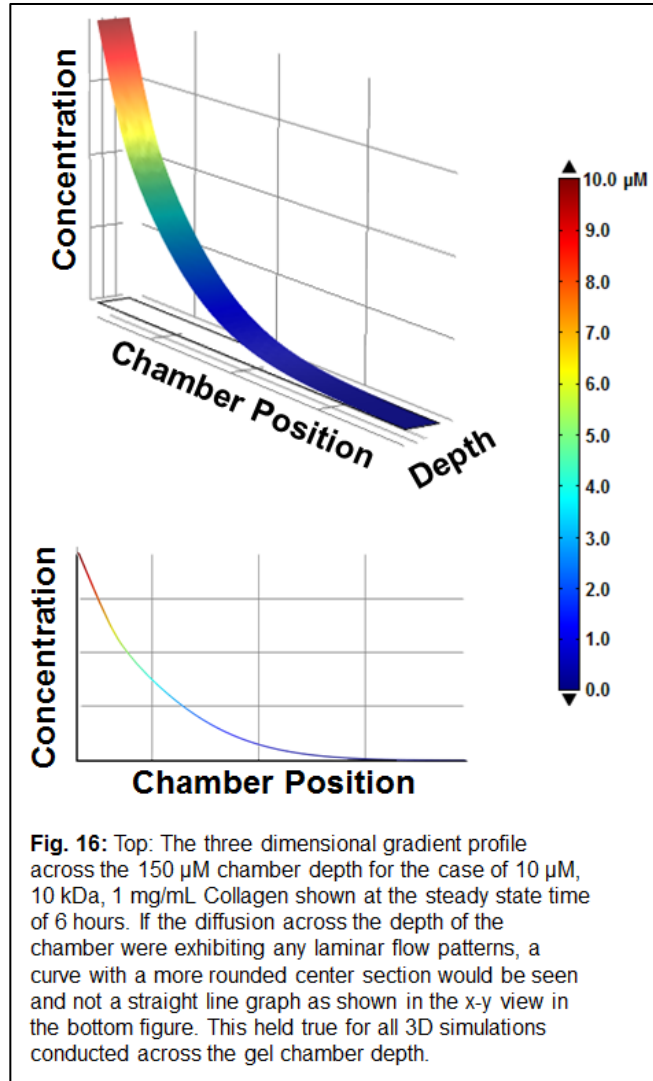 Concentration
Chamber Position
Depth
10.0 µM
9.0
8.0
7.0
6.0
5.0
4.0
3.0
2.0
1.0
0.0
Concentration
Chamber Position
Fig. 16: Top: The three dimensional gradient profile
across the 150 µM chamber depth for the case of 10 µM,
10 kDa, 1 mg/mL Collagen shown at the steady state time
of 6 hours. If the diffusion across the depth of the
chamber were exhibiting any laminar flow patterns, a
curve with a more rounded center section would be seen
and not a straight line graph as shown in the x-y view in
the bottom figure. This held true for all 3D simulations
conducted across the gel chamber depth.